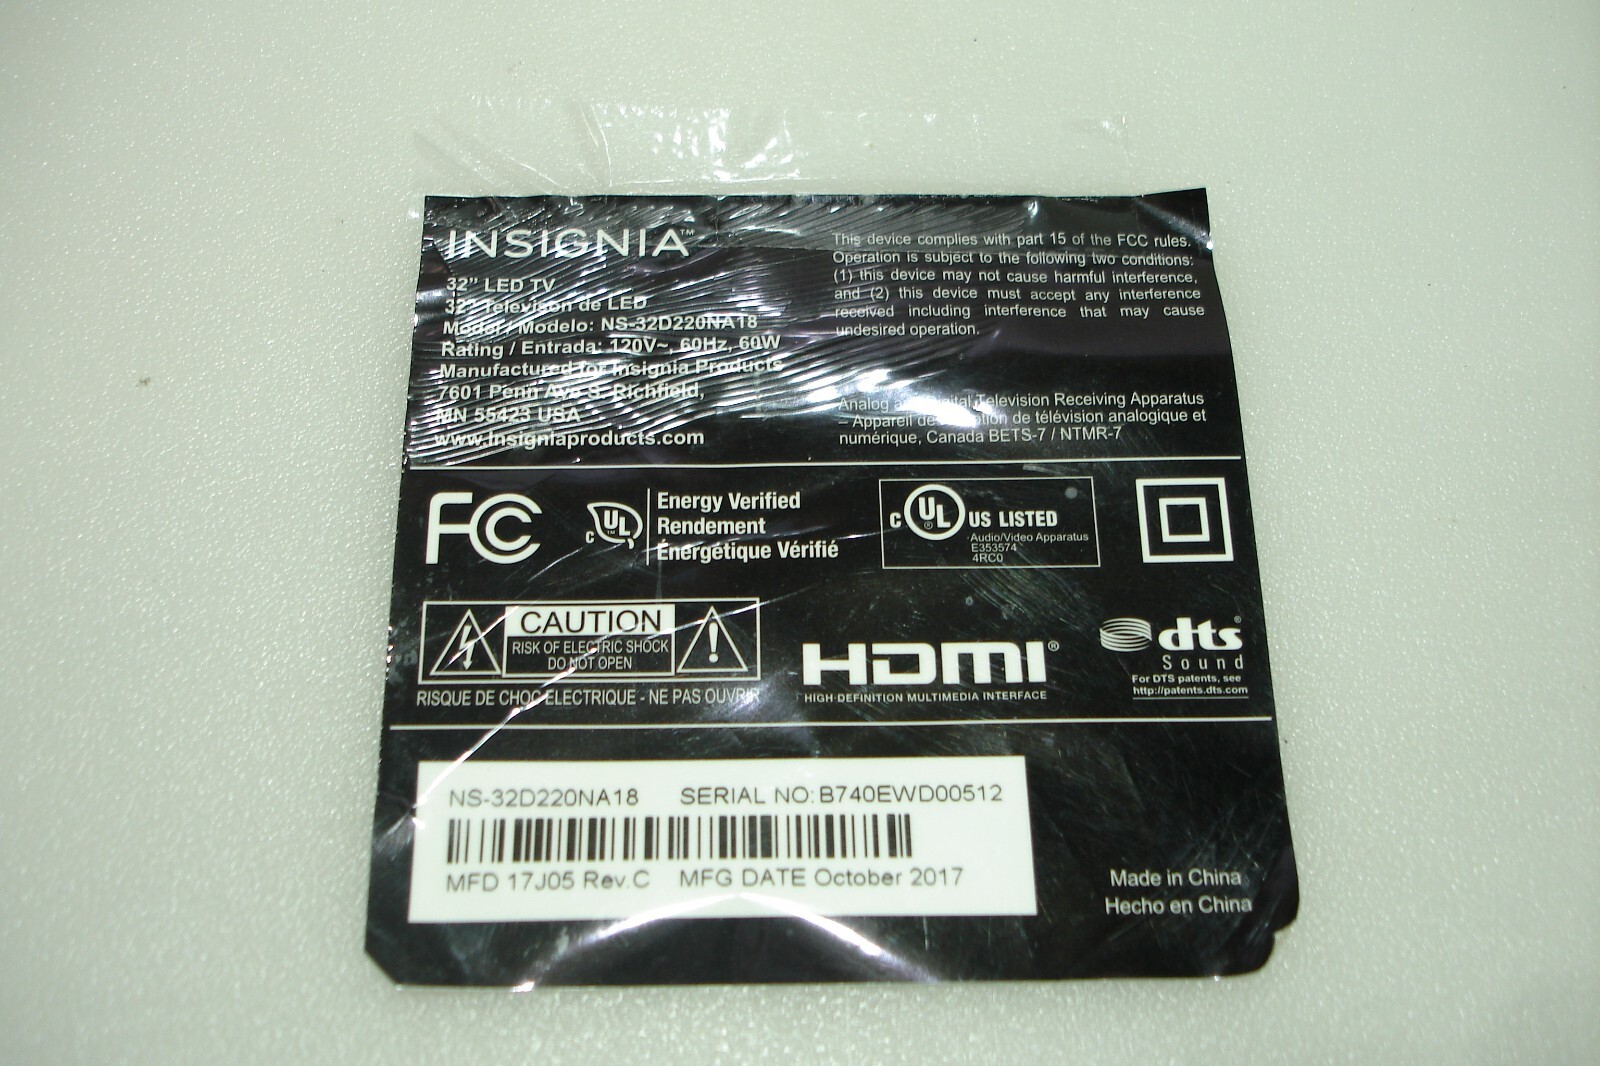 INSIGNIA™
32" LED TV
32" Televison de LED
Model / Modelo: NS-32D220NA18
Rating / Entrada: 120V~, 60Hz, 60W
Manufactured for Insignia Products
7601 Penn Ave S. Richfield,
MN 55423 USA
www.insigniaproducts.com
This device complies with part 15 of the FCC rules.
Operation is subject to the following two conditions:
(1) this device may not cause harmful interference,
and (2) this device must accept any interference
received including interference that may cause
undesired operation.
Analog and Digital Television Receiving Apparatus
– Appareil de réception de télévision analogique et
numérique, Canada BETS-7 / NTMR-7
FC
c UL™
Energy Verified
Rendement
Énergétique Vérifié
c UL® US LISTED
Audio/Video Apparatus
E353574
4RC0
CAUTION
RISK OF ELECTRIC SHOCK
DO NOT OPEN
!
RISQUE DE CHOC ELECTRIQUE - NE PAS OUVRIR
HDMI®
HIGH-DEFINITION MULTIMEDIA INTERFACE
dts®
Sound
For DTS patents, see
http://patents.dts.com
NS-32D220NA18 SERIAL NO: B740EWD00512
MFD 17J05 Rev.C MFG DATE October 2017
Made in China
Hecho en China